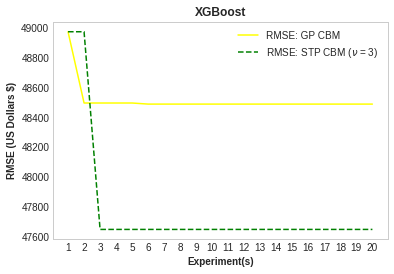 XGBoost
RMSE: GP CBM
RMSE: STP CBM (ν = 3)
RMSE (US Dollars $)
49000
48800
48600
48400
48200
48000
47800
47600
1 2 3 4 5 6 7 8 9 10 11 12 13 14 15 16 17 18 19 20
Experiment(s)